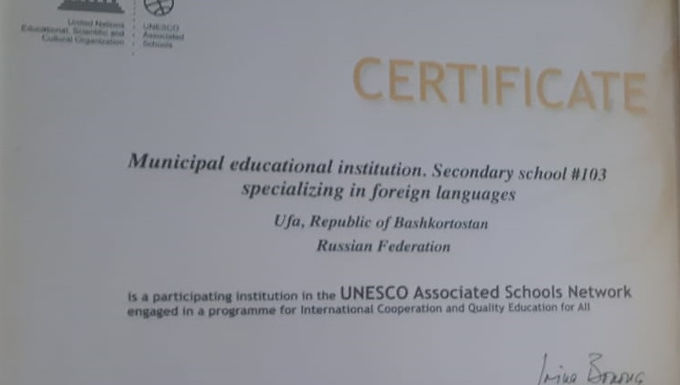 United Nations
Educational, Scientific and
Cultural Organization
UNESCO
Associated
Schools
CERTIFICATE
Municipal educational institution. Secondary school #103
specializing in foreign languages
Ufa, Republic of Bashkortostan
Russian Federation
is a participating institution in the UNESCO Associated Schools Network
engaged in a programme for International Cooperation and Quality Education for All